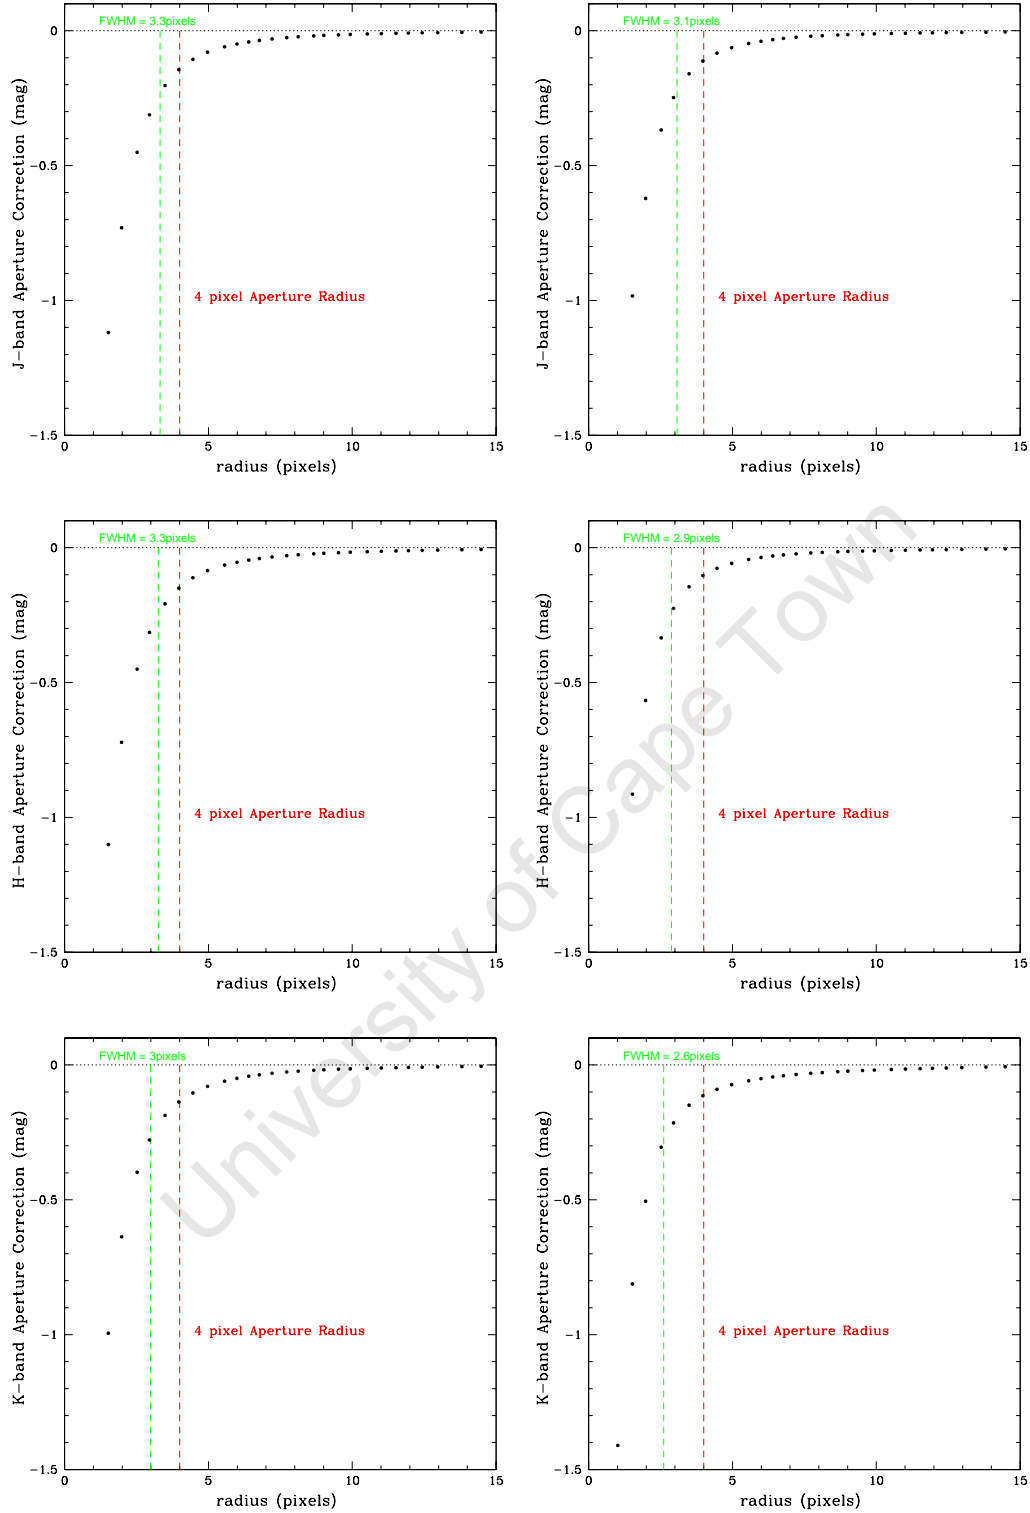 FWHM = 3.3pixels
0
-0.5
-1
-1.5
J-band Aperture Correction (mag)
4 pixel Aperture Radius
0 5 10 15
radius (pixels)
FWHM = 3.1pixels
0
-0.5
-1
-1.5
J-band Aperture Correction (mag)
4 pixel Aperture Radius
0 5 10 15
radius (pixels)
FWHM = 3.3pixels
0
-0.5
-1
-1.5
H-band Aperture Correction (mag)
4 pixel Aperture Radius
0 5 10 15
radius (pixels)
FWHM = 2.9pixels
0
-0.5
-1
-1.5
H-band Aperture Correction (mag)
4 pixel Aperture Radius
0 5 10 15
radius (pixels)
FWHM = 3pixels
0
-0.5
-1
-1.5
K-band Aperture Correction (mag)
4 pixel Aperture Radius
0 5 10 15
radius (pixels)
FWHM = 2.6pixels
0
-0.5
-1
-1.5
K-band Aperture Correction (mag)
4 pixel Aperture Radius
0 5 10 15
radius (pixels)
University of Cape Town